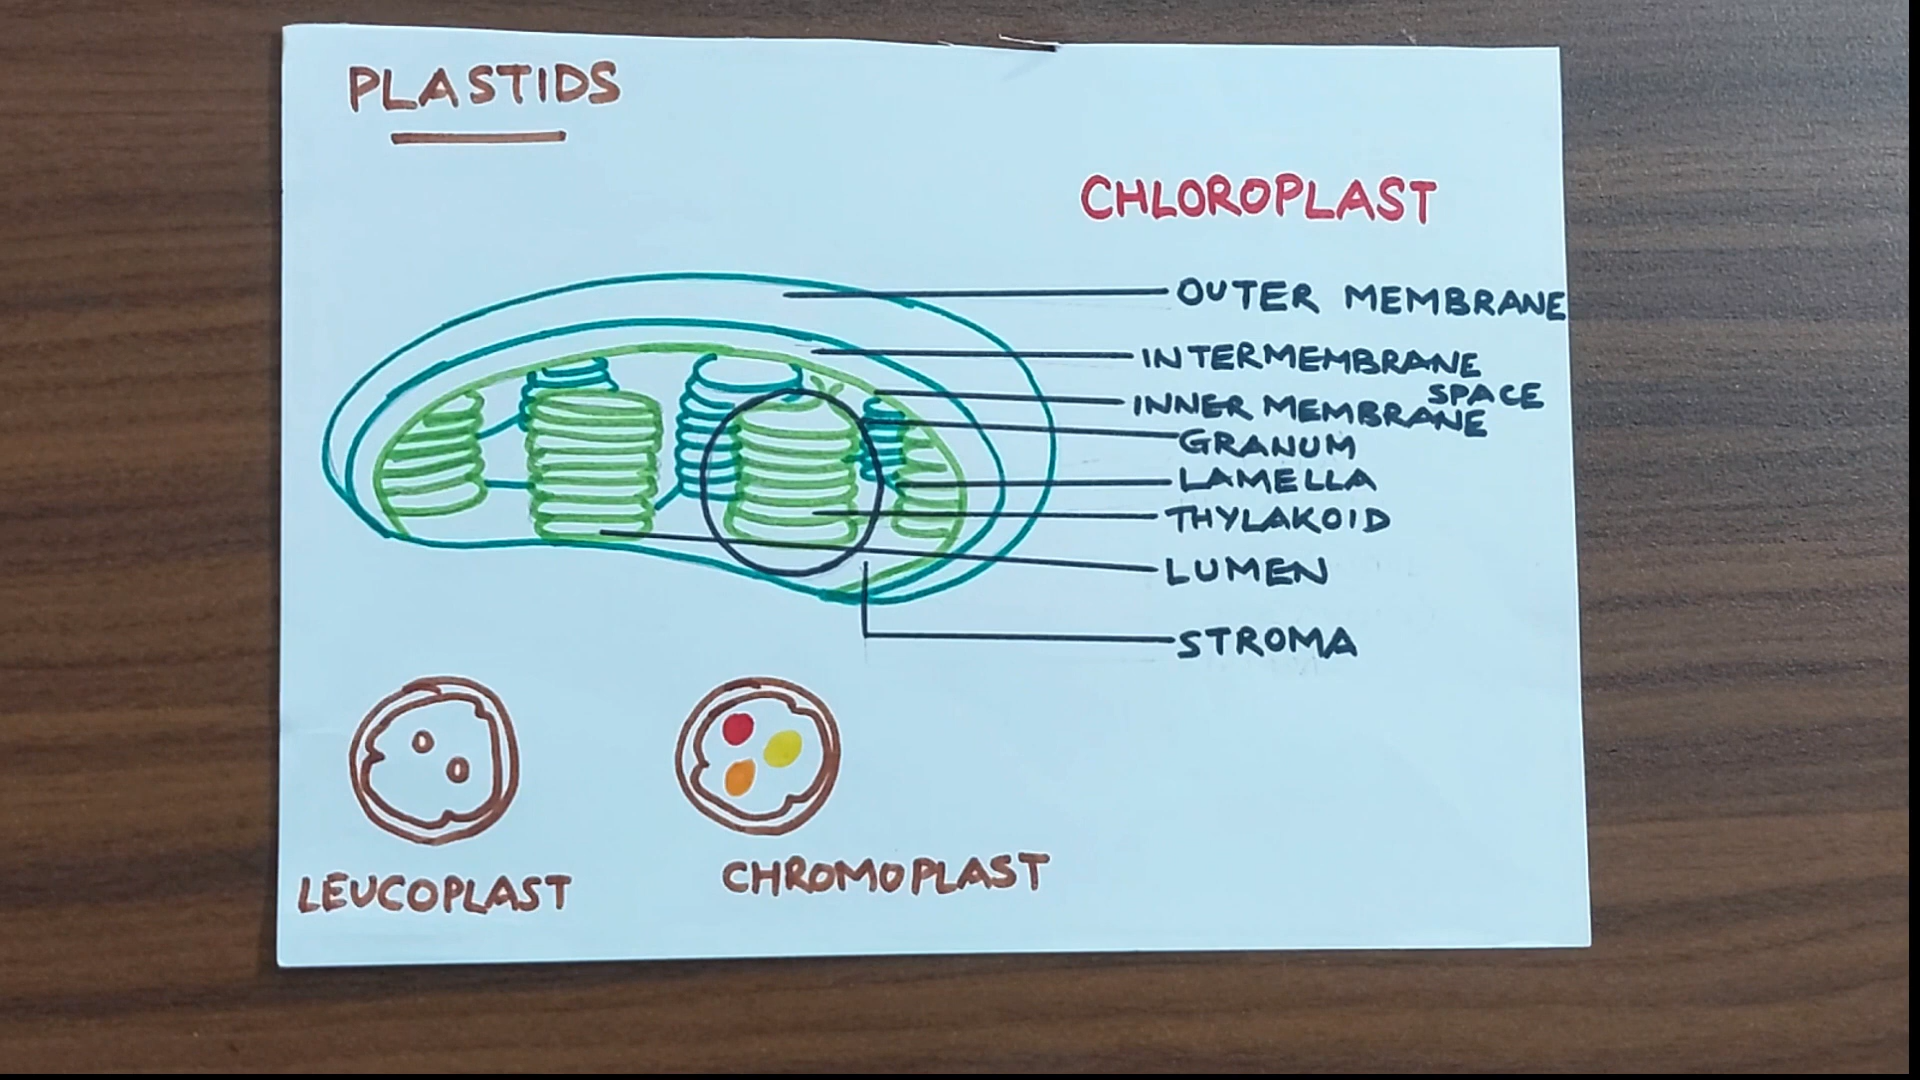 PLASTIDS
CHLOROPLAST
OUTER MEMBRANE
INTERMEMBRANE
SPACE
INNER MEMBRANE
GRANUM
LAMELLA
THYLAKOID
LUMEN
STROMA
LEUCOPLAST
CHROMOPLAST